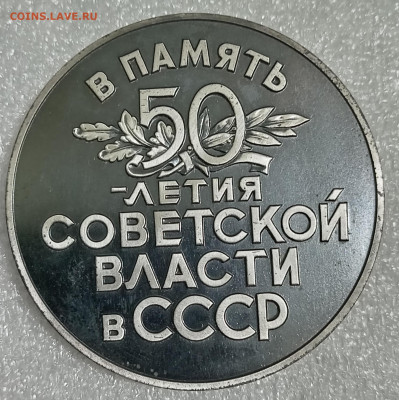 COINS.LAVE.RU
В ПАМЯТЬ
50
-ЛЕТИЯ
СОВЕТСКОЙ
ВЛАСТИ
В СССР